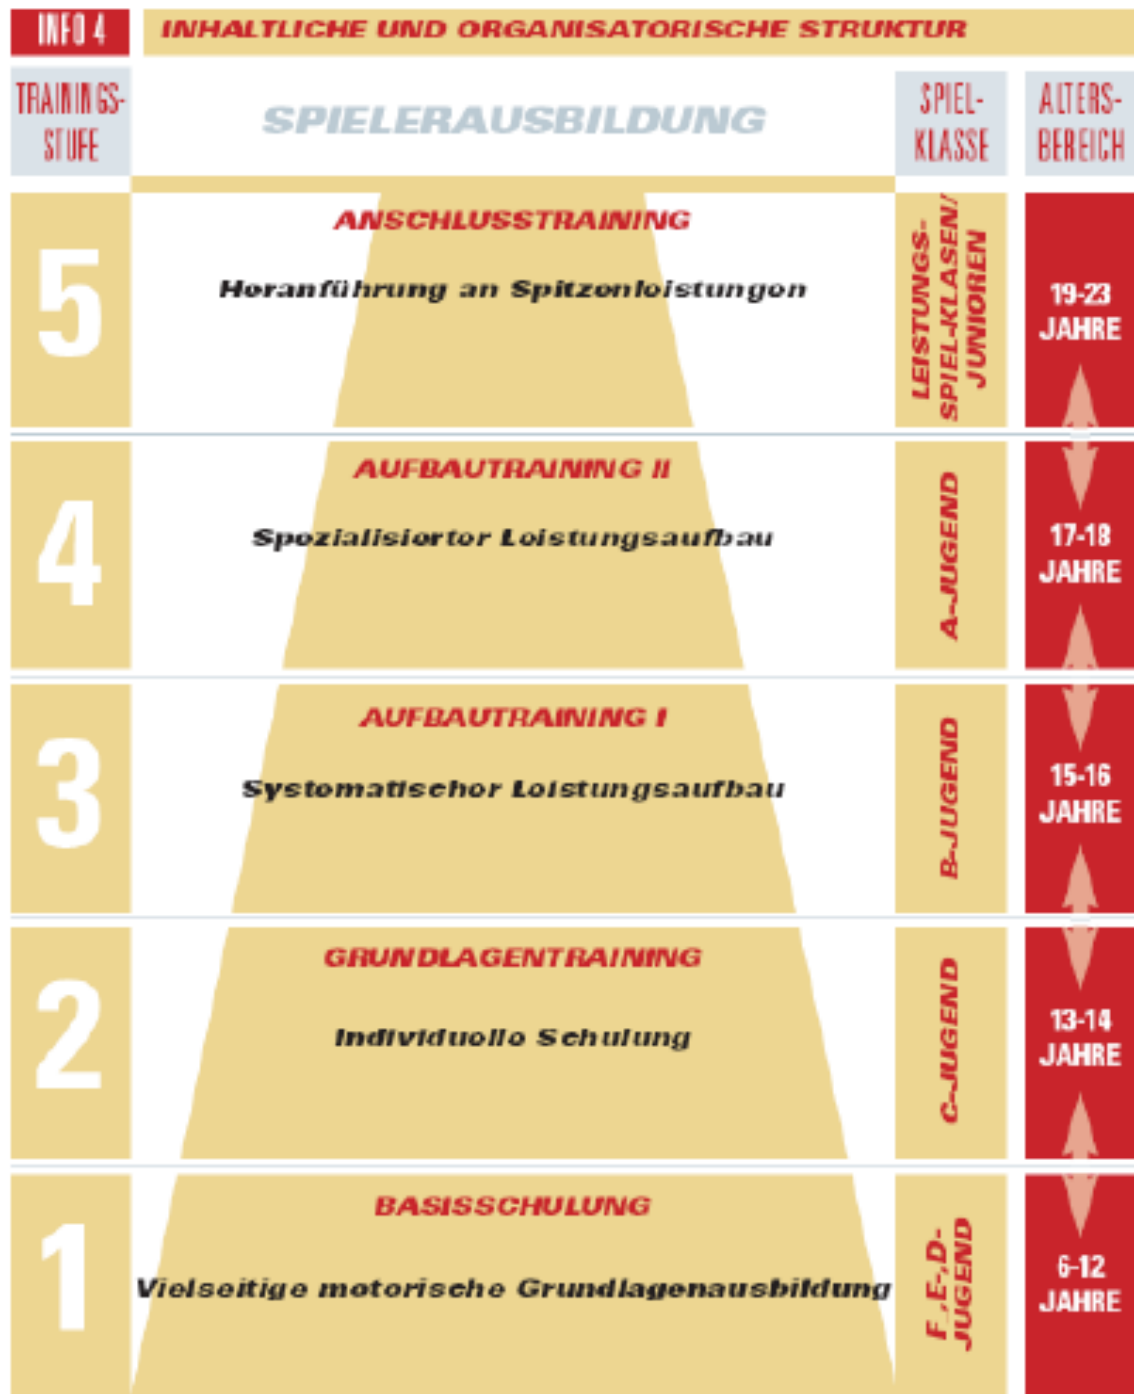 INFO 4
INHALTLICHE UND ORGANISATORISCHE STRUKTUR
TRAININGS-
STUFE
SPIELERAUSBILDUNG
SPIEL-
KLASSE
ALTERS-
BEREICH
5
ANSCHLUSSTRAINING
Heranführung an Spitzenleistungen
LEISTUNGS-
SPIEL-KLASEN/
JUNIOREN
19-23
JAHRE
4
AUFBAUTRAINING II
Spezialisierter Leistungsaufbau
A-JUGEND
17-18
JAHRE
3
AUFBAUTRAINING I
Systematischer Leistungsaufbau
B-JUGEND
15-16
JAHRE
2
GRUNDLAGENTRAINING
Individuelle Schulung
C-JUGEND
13-14
JAHRE
1
BASISSCHULUNG
Vielseitige motorische Grundlagenausbildung
F-,E-,D-
JUGEND
6-12
JAHRE